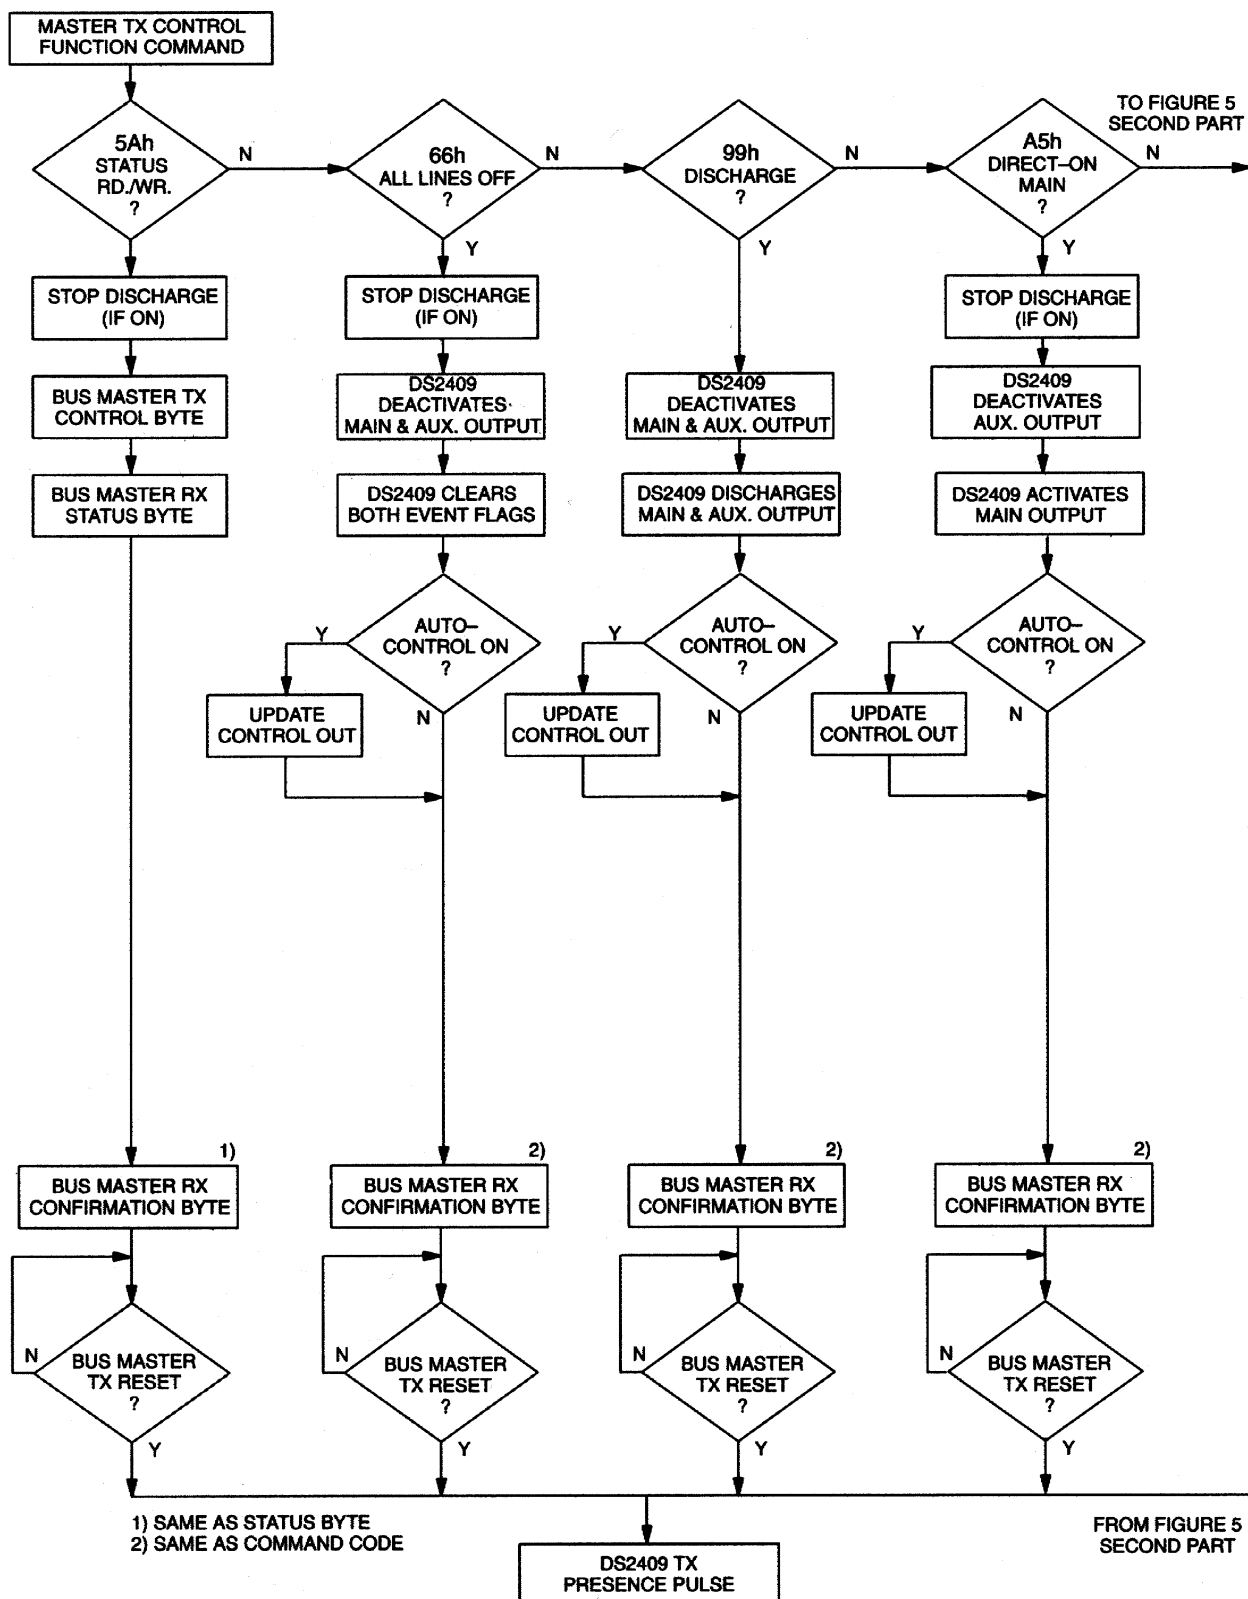 MASTER TX CONTROL
FUNCTION COMMAND
TO FIGURE 5
SECOND PART
5Ah
STATUS
RD./WR.
?
N
66h
ALL LINES OFF
?
N
99h
DISCHARGE
?
N
A5h
DIRECT–ON
MAIN
?
N
Y
Y
Y
STOP DISCHARGE
(IF ON)
STOP DISCHARGE
(IF ON)
STOP DISCHARGE
(IF ON)
BUS MASTER TX
CONTROL BYTE
DS2409
DEACTIVATES
MAIN & AUX. OUTPUT
DS2409
DEACTIVATES
MAIN & AUX. OUTPUT
DS2409
DEACTIVATES
AUX. OUTPUT
BUS MASTER RX
STATUS BYTE
DS2409 CLEARS
BOTH EVENT FLAGS
DS2409 DISCHARGES
MAIN & AUX. OUTPUT
DS2409 ACTIVATES
MAIN OUTPUT
Y
AUTO–
CONTROL ON
?
Y
AUTO–
CONTROL ON
?
Y
AUTO–
CONTROL ON
?
UPDATE
CONTROL OUT
N
UPDATE
CONTROL OUT
N
UPDATE
CONTROL OUT
N
1)
2)
2)
2)
BUS MASTER RX
CONFIRMATION BYTE
BUS MASTER RX
CONFIRMATION BYTE
BUS MASTER RX
CONFIRMATION BYTE
BUS MASTER RX
CONFIRMATION BYTE
N
BUS MASTER
TX RESET
?
N
BUS MASTER
TX RESET
?
N
BUS MASTER
TX RESET
?
N
BUS MASTER
TX RESET
?
Y
Y
Y
Y
1) SAME AS STATUS BYTE
2) SAME AS COMMAND CODE
FROM FIGURE 5
SECOND PART
DS2409 TX
PRESENCE PULSE